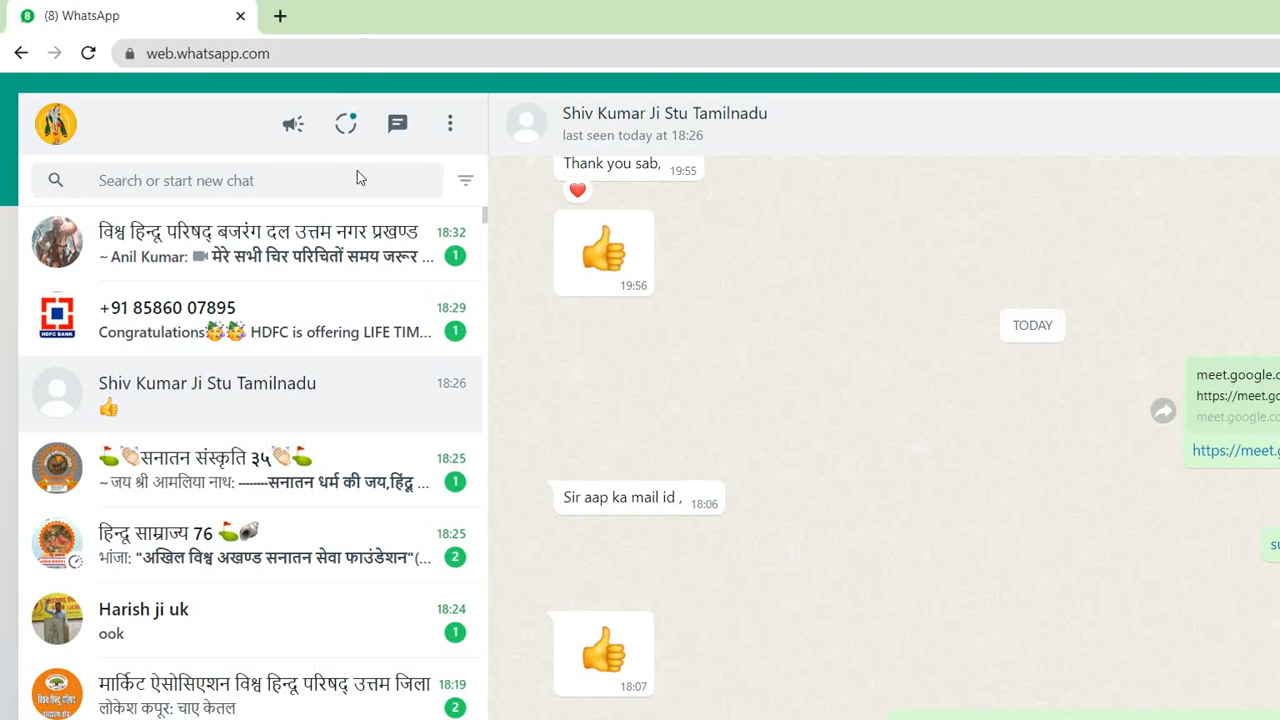 (8) WhatsApp
web.whatsapp.com
Search or start new chat
विश्व हिन्दू परिषद् बजरंग दल उत्तम नगर प्रखण्ड
18:32
~ Anil Kumar: मेरे सभी चिर परिचितों समय जरूर ...
1
+91 85860 07895
18:29
Congratulations🥳🥳 HDFC is offering LIFE TIM...
1
HDFC BANK
Shiv Kumar Ji Stu Tamilnadu
18:26
👍
⛳👏🏻सनातन संस्कृति ३५👏🏻⛳
18:25
~ जय श्री आमलिया नाथ: -------सनातन धर्म की जय,हिंदू ...
1
हिन्दू साम्राज्य 76 ⛳🐚
18:25
भांजा: "अखिल विश्व अखण्ड सनातन सेवा फाउंडेशन"(...
2
Harish ji uk
18:24
ook
1
मार्किट ऐसोसिएशन विश्व हिन्दू परिषद् उत्तम जिला
18:19
लोकेश कपूर: चाए केतल
2
Shiv Kumar Ji Stu Tamilnadu
last seen today at 18:26
Thank you sab,
19:55
❤️
👍
19:56
TODAY
meet.google.c
https://meet.go
meet.google.co
https://meet.g
Sir aap ka mail id ,
18:06
su
👍
18:07